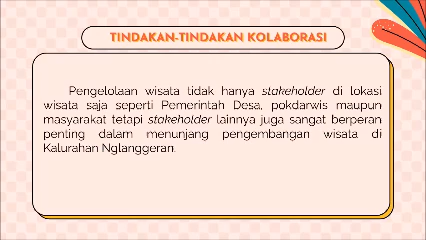 TINDAKAN-TINDAKAN KOLABORASI
Pengelolaan wisata tidak hanya stakeholder di lokasi
wisata saja seperti Pemerintah Desa, pokdarwis maupun
masyarakat tetapi stakeholder lainnya juga sangat berperan
penting dalam menunjang pengembangan wisata di
Kalurahan Nglanggeran.